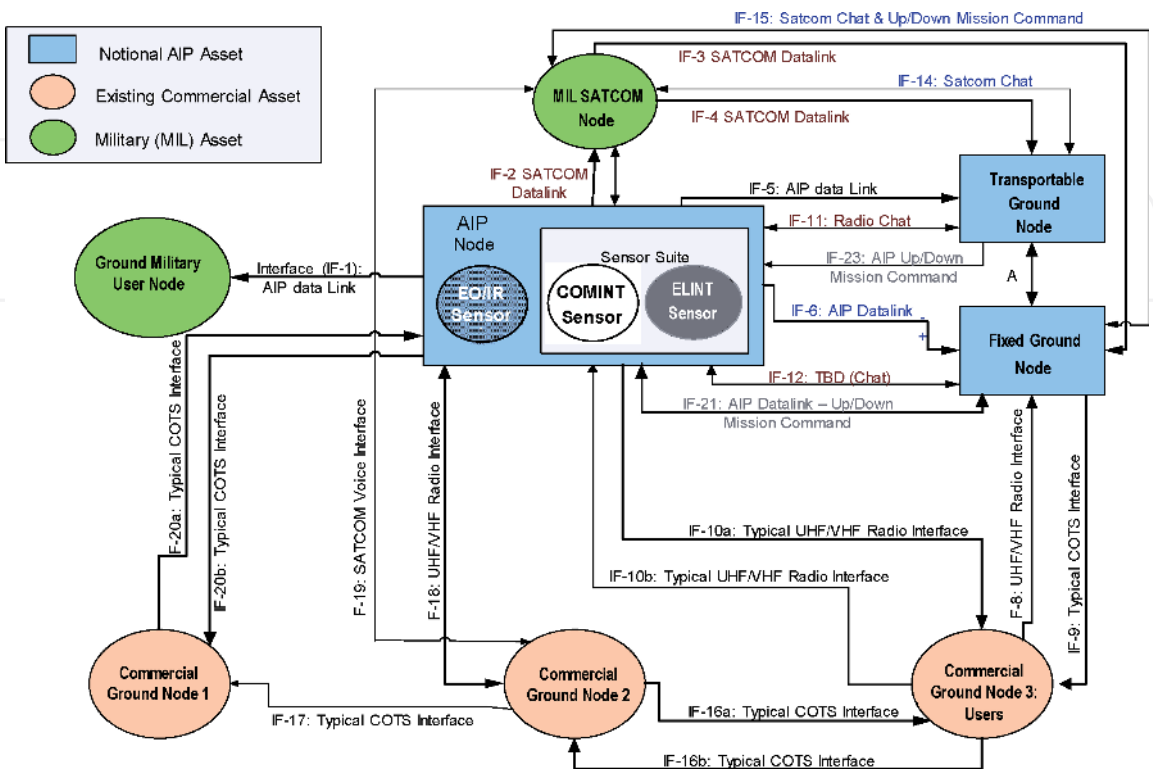 Notional AIP Asset
Existing Commercial Asset
Military (MIL) Asset
IF-15: Satcom Chat & Up/Down Mission Command
IF-3 SATCOM Datalink
IF-14: Satcom Chat
MIL SATCOM
Node
IF-4 SATCOM Datalink
IF-2 SATCOM
Datalink
IF-5: AIP data Link
Transportable
Ground
Node
AIP
Node
IF-11: Radio Chat
Sensor Suite
IF-23: AIP Up/Down
Mission Command
A
Ground Military
User Node
Interface (IF-1):
AIP data Link
EO/IR
Sensor
COMINT
Sensor
ELINT
Sensor
IF-6: AIP Datalink
-
+
Fixed Ground
Node
IF-12: TBD (Chat)
IF-21: AIP Datalink – Up/Down
Mission Command
F-20a: Typical COTS Interface
IF-20b: Typical COTS Interface
F-19: SATCOM Voice Interface
F-18: UHF/VHF Radio Interface
IF-10a: Typical UHF/VHF Radio Interface
IF-10b: Typical UHF/VHF Radio Interface
F-8: UHF/VHF Radio Interface
IF-9: Typical COTS Interface
Commercial
Ground Node 1
Commercial
Ground Node 2
Commercial
Ground Node 3:
Users
IF-17: Typical COTS Interface
IF-16a: Typical COTS Interface
IF-16b: Typical COTS Interface